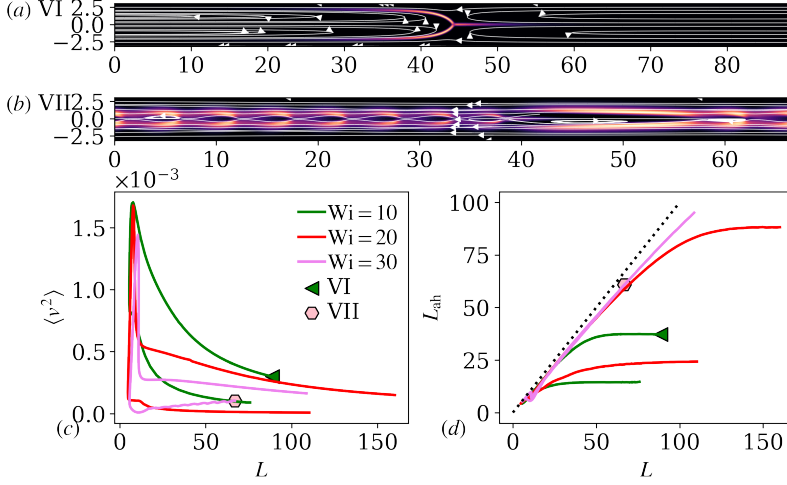 (a) VI 2.5
0.0
−2.5
0 10 20 30 40 50 60 70 80
(b) VII 2.5
0.0
−2.5
0 10 20 30 40 50 60
×10⁻³
1.5
1.0
0.5
0.0
⟨v²⟩
Wi = 10
Wi = 20
Wi = 30
VI
VII
(c)
0 50 100 150
L
100
75
50
25
0
L_ah
(d)
0 50 100 150
L